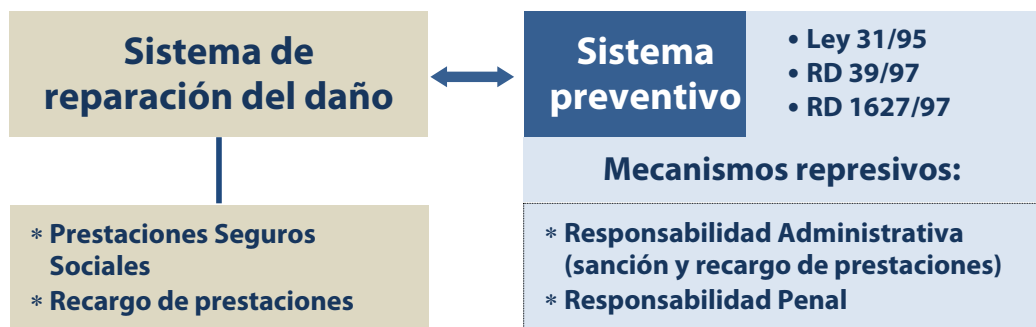 Sistema de
reparación del daño
* Prestaciones Seguros
Sociales
* Recargo de prestaciones
Sistema
preventivo
• Ley 31/95
• RD 39/97
• RD 1627/97
Mecanismos represivos:
* Responsabilidad Administrativa
(sanción y recargo de prestaciones)
* Responsabilidad Penal